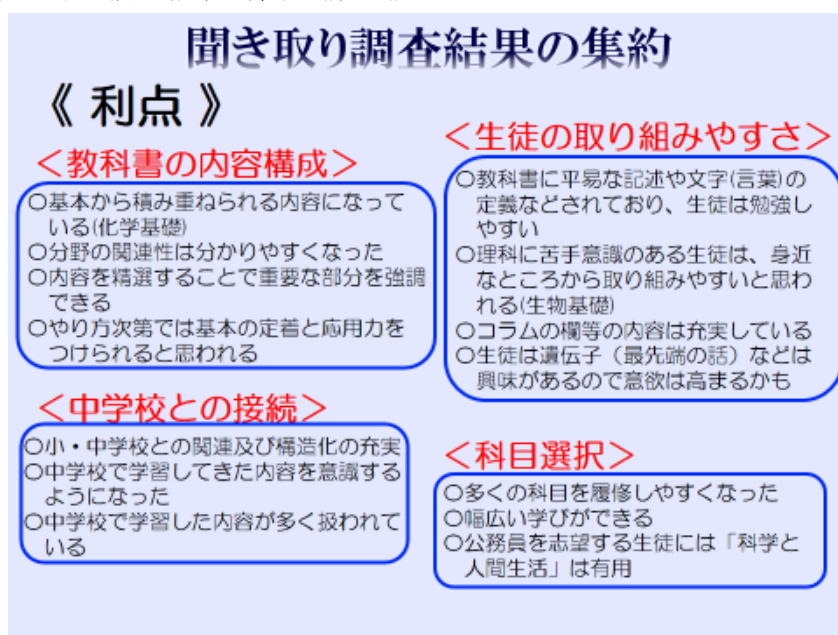 聞き取り調査結果の集約
《 利点 》
＜教科書の内容構成＞
○基本から積み重ねられる内容になって
いる(化学基礎)
○分野の関連性は分かりやすくなった
○内容を精選することで重要な部分を強調
できる
○やり方次第では基本の定着と応用力を
つけられると思われる
＜中学校との接続＞
○小・中学校との関連及び構造化の充実
○中学校で学習してきた内容を意識する
ようになった
○中学校で学習した内容が多く扱われて
いる
＜生徒の取り組みやすさ＞
○教科書に平易な記述や文字(言葉)の
定義などされており、生徒は勉強し
やすい
○理科に苦手意識のある生徒は、身近
なところから取り組みやすいと思わ
れる(生物基礎)
○コラムの欄等の内容は充実している
○生徒は遺伝子（最先端の話）などは
興味があるので意欲は高まるかも
＜科目選択＞
○多くの科目を履修しやすくなった
○幅広い学びができる
○公務員を志望する生徒には「科学と
人間生活」は有用